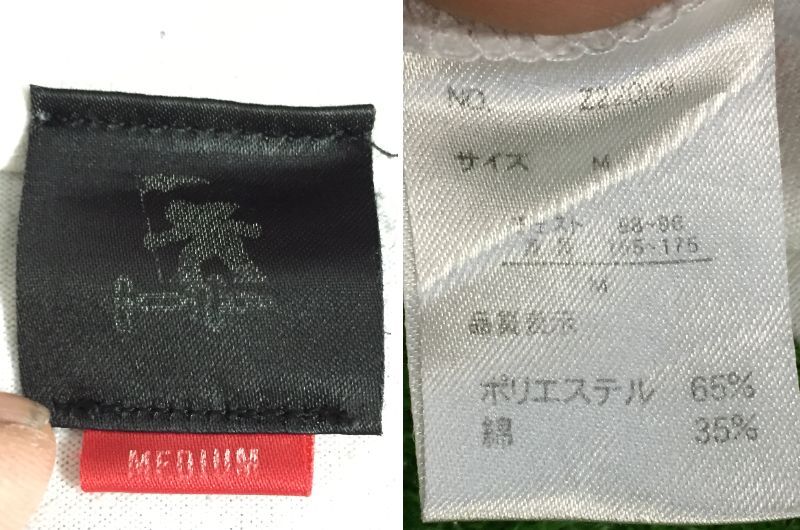 MEDIUM
NO.
サイズ M
チェスト 88~96
身長 165~175
M
品質表示
ポリエステル 65%
綿 35%